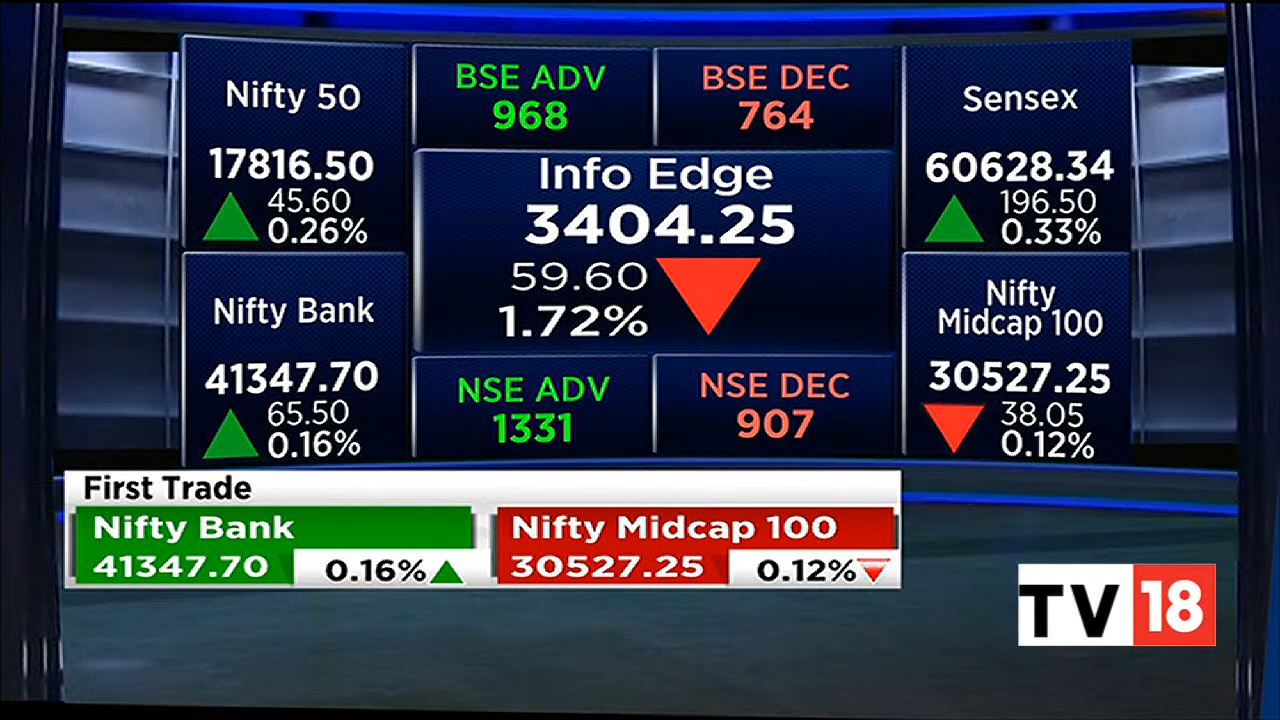 Nifty 50
17816.50
45.60
0.26%
BSE ADV
968
BSE DEC
764
Sensex
60628.34
196.50
0.33%
Info Edge
3404.25
59.60
1.72%
Nifty Bank
41347.70
65.50
0.16%
NSE ADV
1331
NSE DEC
907
Nifty
Midcap 100
30527.25
38.05
0.12%
First Trade
Nifty Bank
41347.70 0.16%
Nifty Midcap 100
30527.25 0.12%
TV 18